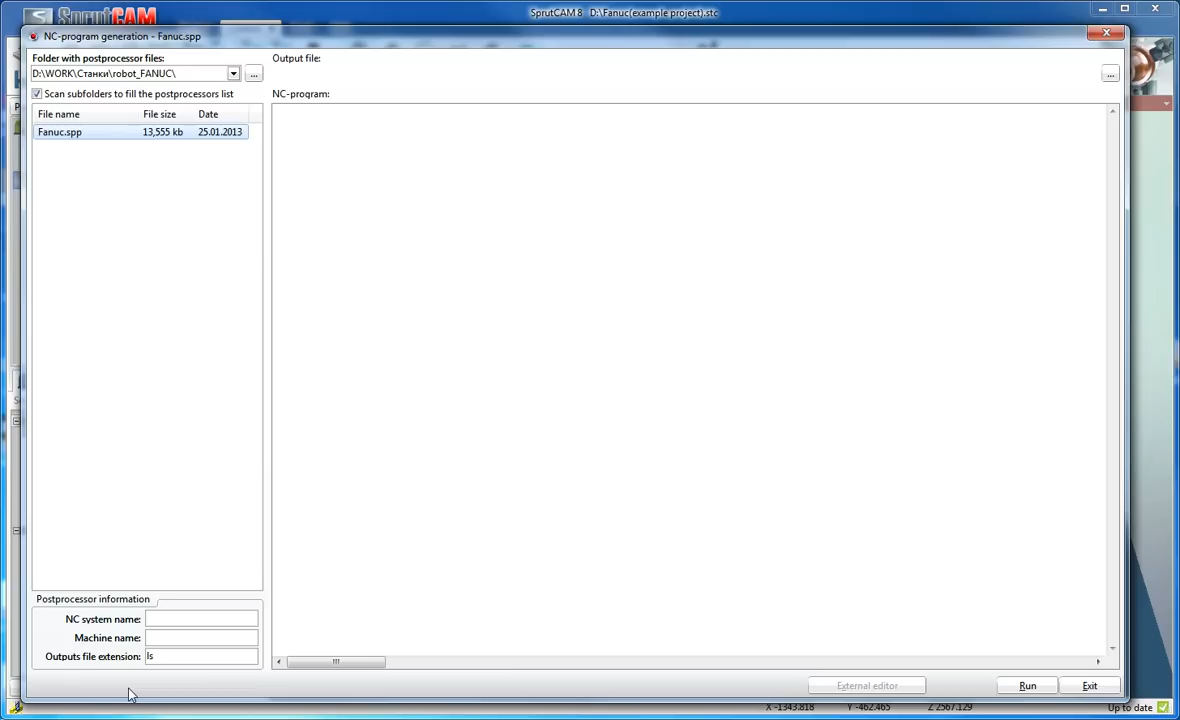 SprutCAM
SprutCAM 8 D:\Fanuc(example project).stc
NC-program generation - Fanuc.spp
Folder with postprocessor files:
Output file:
D:\WORK\Станки\robot_FANUC\
...
...
Scan subfolders to fill the postprocessors list
NC-program:
File name File size Date
Fanuc.spp 13,555 kb 25.01.2013
Postprocessor information
NC system name:
Machine name:
Outputs file extension: ls
External editor Run Exit
X -1343.818 Y -462.465 Z 2567.129 Up to date